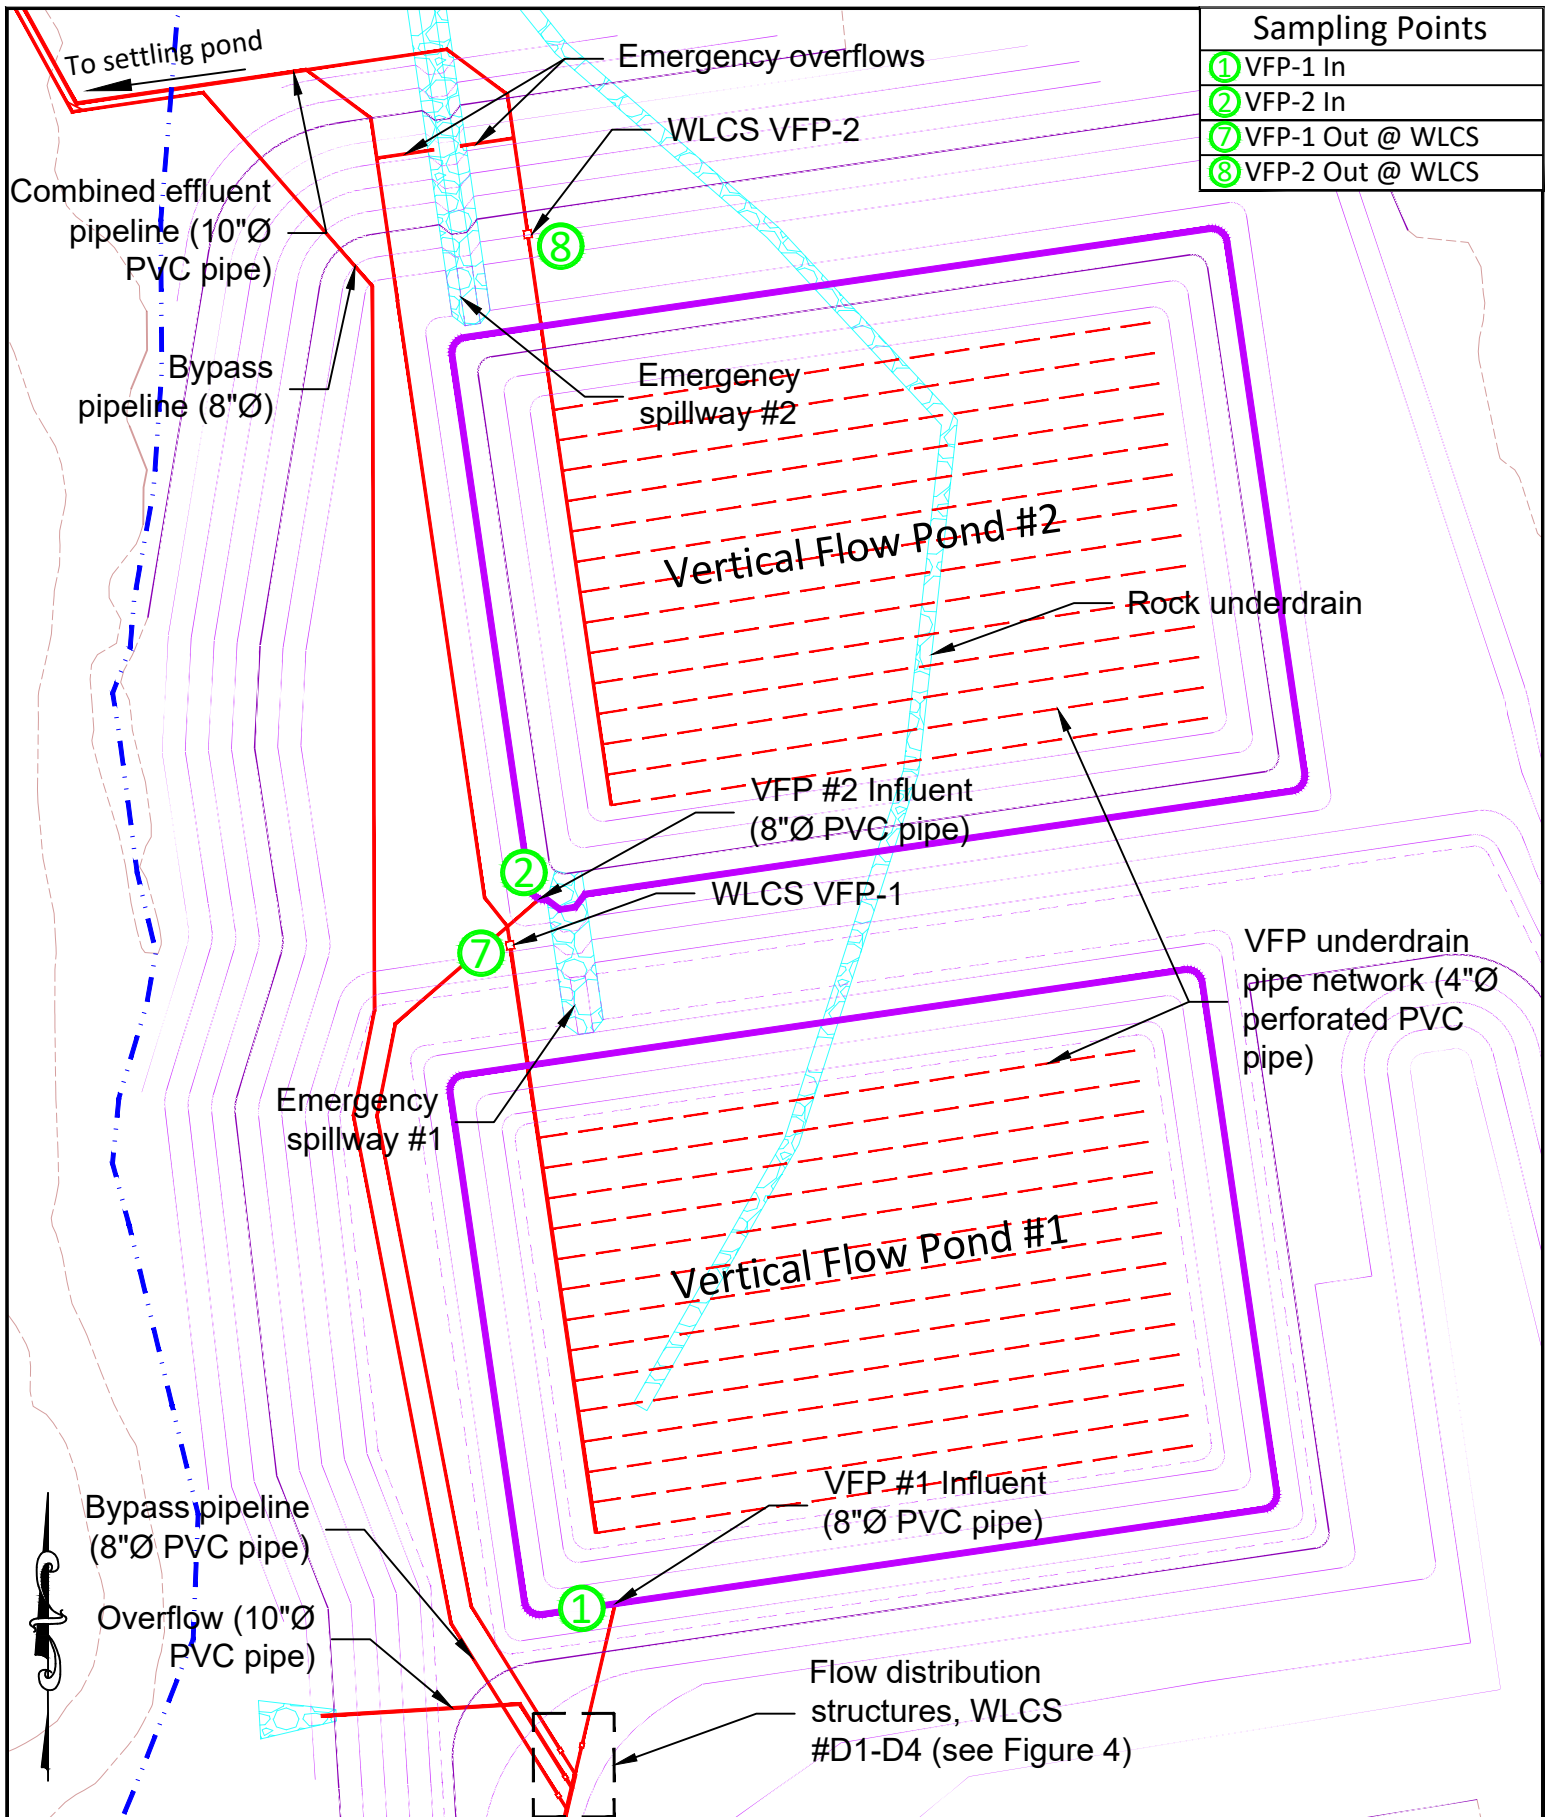 Sampling Points
1 VFP-1 In
2 VFP-2 In
7 VFP-1 Out @ WLCS
8 VFP-2 Out @ WLCS
To settling pond
Emergency overflows
WLCS VFP-2
Combined effluent
pipeline (10"Ø
PVC pipe)
8
Bypass
pipeline (8"Ø)
Emergency
spillway #2
Vertical Flow Pond #2
Rock underdrain
VFP #2 Influent
(8"Ø PVC pipe)
2
WLCS VFP-1
7
VFP underdrain
pipe network (4"Ø
perforated PVC
pipe)
Emergency
spillway #1
Vertical Flow Pond #1
VFP #1 Influent
(8"Ø PVC pipe)
Bypass pipeline
(8"Ø PVC pipe)
1
Overflow (10"Ø
PVC pipe)
Flow distribution
structures, WLCS
#D1-D4 (see Figure 4)